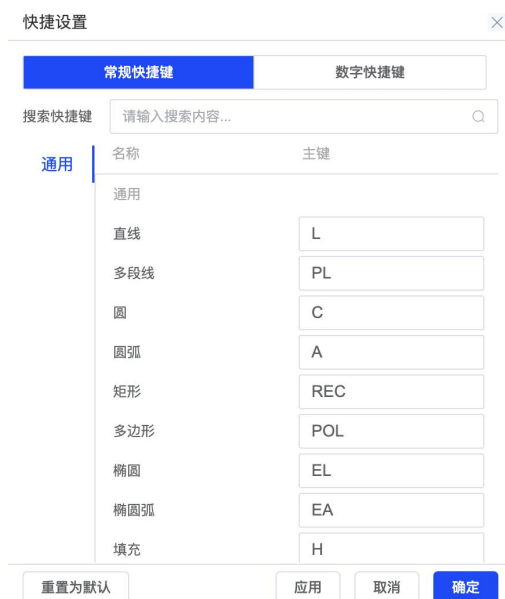 快捷设置
常规快捷键 数字快捷键
搜索快捷键 请输入搜索内容...
通用
名称 主键
通用
直线 L
多段线 PL
圆 C
圆弧 A
矩形 REC
多边形 POL
椭圆 EL
椭圆弧 EA
填充 H
重置为默认 应用 取消 确定